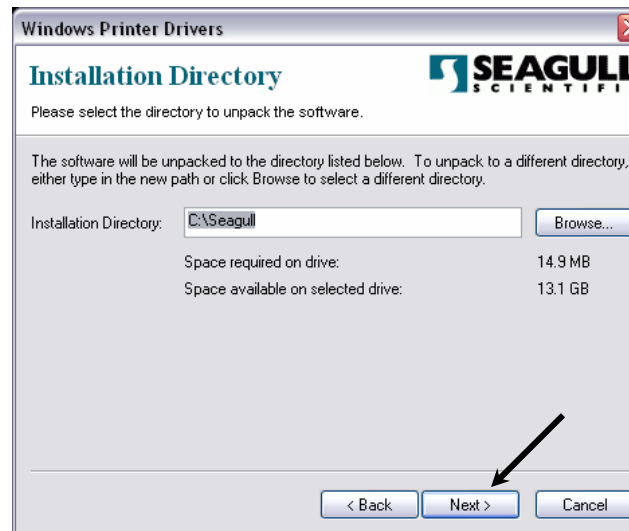 Windows Printer Drivers
Installation Directory
SEAGULL
SCIENTIFI
Please select the directory to unpack the software.
The software will be unpacked to the directory listed below. To unpack to a different directory,
either type in the new path or click Browse to select a different directory.
Installation Directory: C:\Seagull Browse...
Space required on drive: 14.9 MB
Space available on selected drive: 13.1 GB
< Back Next > Cancel